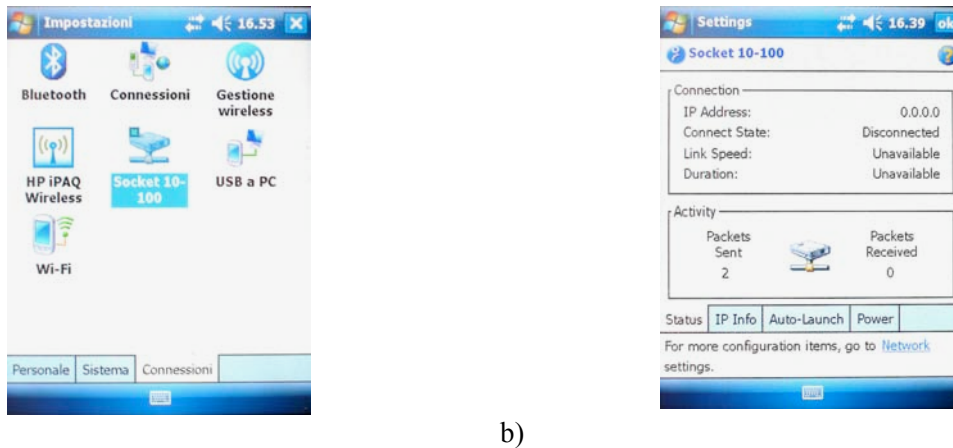 Impostazioni 16.53
Bluetooth Connessioni Gestione wireless
HP iPAQ Wireless Socket 10-100 USB a PC
Wi-Fi
Personale Sistema Connessioni
Settings 16.39 ok
Socket 10-100
Connection
IP Address: 0.0.0.0
Connect State: Disconnected
Link Speed: Unavailable
Duration: Unavailable
Activity
Packets Sent 2
Packets Received 0
Status IP Info Auto-Launch Power
For more configuration items, go to Network
settings.
b)